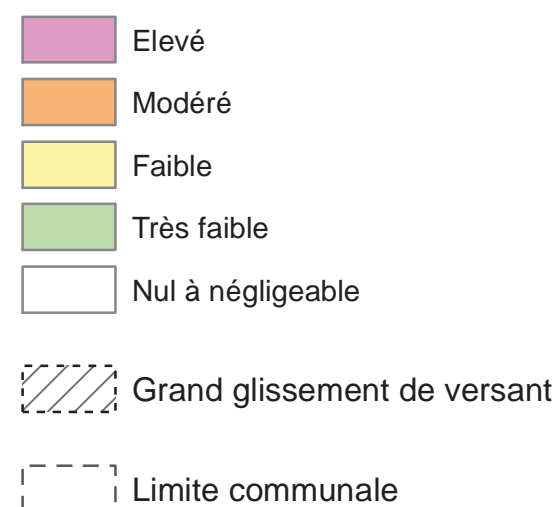 Elevé
Modéré
Faible
Très faible
Nul à négligeable
Grand glissement de versant
Limite communale